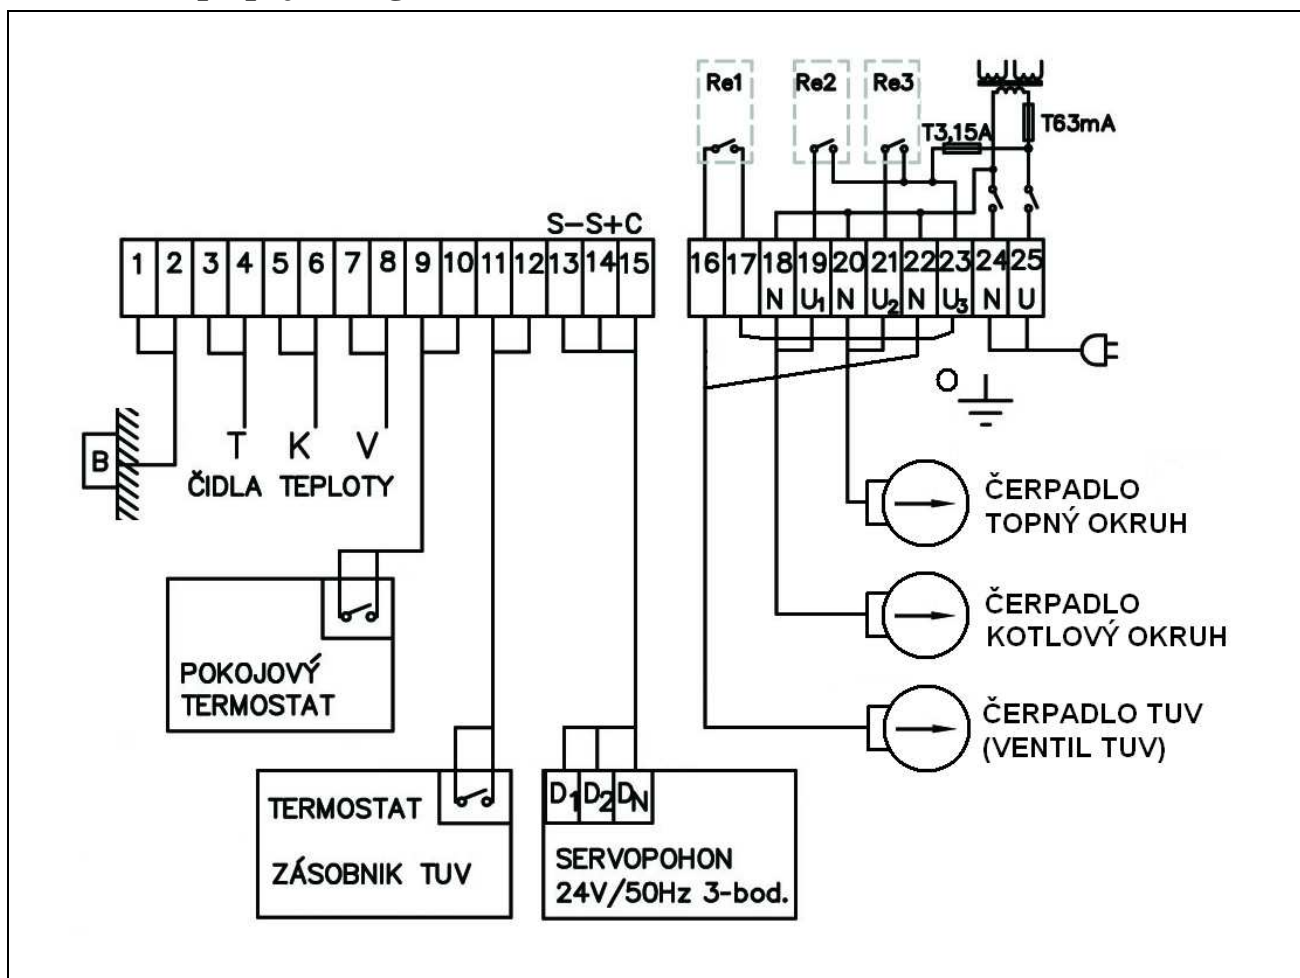 Re1 Re2 Re3
T3,15A
T63mA
S-S+C
1 2 3 4 5 6 7 8 9 10 11 12 13 14 15
16 17 18 19 20 21 22 23 24 25
N U1 N U2 N U3 N U
O
B
T K V
ČIDLA TEPLOTY
ČERPADLO
TOPNÝ OKRUH
ČERPADLO
KOTLOVÝ OKRUH
POKOJOVÝ
TERMOSTAT
ČERPADLO TUV
(VENTIL TUV)
TERMOSTAT
ZÁSOBNIK TUV
D1 D2 DN
SERVOPOHON
24V/50Hz 3-bod.